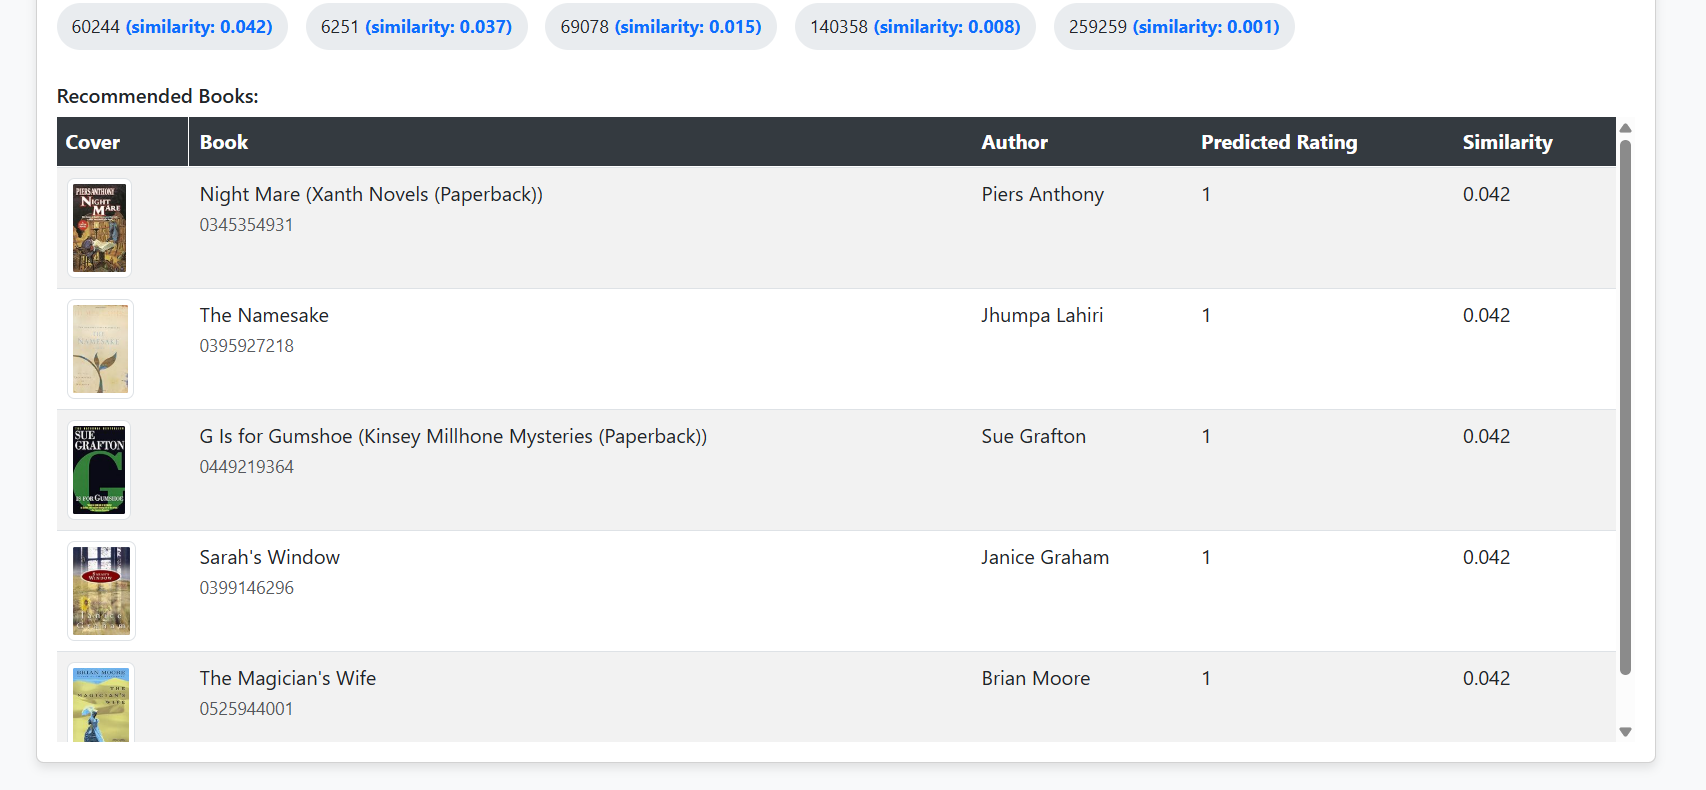 60244 (similarity: 0.042) 6251 (similarity: 0.037) 69078 (similarity: 0.015) 140358 (similarity: 0.008) 259259 (similarity: 0.001)
Recommended Books:
Cover Book Author Predicted Rating Similarity
PIERS ANTHONY
NIGHT
MARE
Night Mare (Xanth Novels (Paperback)) Piers Anthony 1 0.042
0345354931
THE
NAMESAKE
The Namesake Jhumpa Lahiri 1 0.042
0395927218
SUE
GRAFTON
G
IS FOR GUMSHOE
G Is for Gumshoe (Kinsey Millhone Mysteries (Paperback)) Sue Grafton 1 0.042
0449219364
SARAH'S
WINDOW
Janice
Graham
Sarah's Window Janice Graham 1 0.042
0399146296
BRIAN MOORE
THE
MAGICIAN'S
WIFE
The Magician's Wife Brian Moore 1 0.042
0525944001